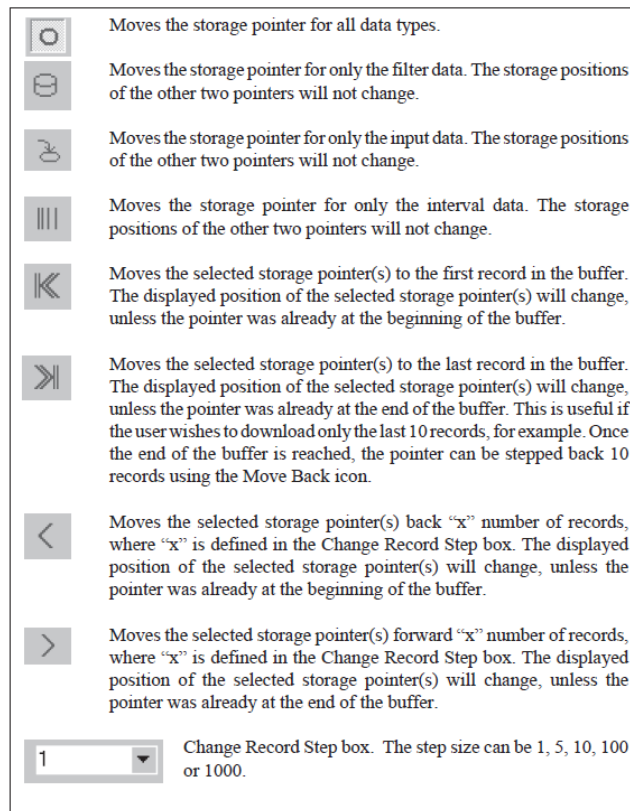 Moves the storage pointer for all data types.
Moves the storage pointer for only the filter data. The storage positions
of the other two pointers will not change.
Moves the storage pointer for only the input data. The storage positions
of the other two pointers will not change.
Moves the storage pointer for only the interval data. The storage
positions of the other two pointers will not change.
Moves the selected storage pointer(s) to the first record in the buffer.
The displayed position of the selected storage pointer(s) will change,
unless the pointer was already at the beginning of the buffer.
Moves the selected storage pointer(s) to the last record in the buffer.
The displayed position of the selected storage pointer(s) will change,
unless the pointer was already at the end of the buffer. This is useful if
the user wishes to download only the last 10 records, for example. Once
the end of the buffer is reached, the pointer can be stepped back 10
records using the Move Back icon.
Moves the selected storage pointer(s) back “x” number of records,
where “x” is defined in the Change Record Step box. The displayed
position of the selected storage pointer(s) will change, unless the
pointer was already at the beginning of the buffer.
Moves the selected storage pointer(s) forward “x” number of records,
where “x” is defined in the Change Record Step box. The displayed
position of the selected storage pointer(s) will change, unless the
pointer was already at the end of the buffer.
1
Change Record Step box. The step size can be 1, 5, 10, 100
or 1000.